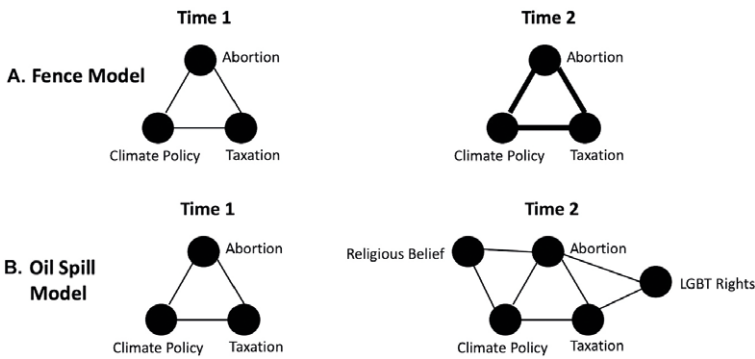 Time 1
Time 2
A. Fence Model
Abortion
Climate Policy
Taxation
Abortion
Climate Policy
Taxation
Time 1
Time 2
B. Oil Spill
Model
Abortion
Climate Policy
Taxation
Religious Belief
Abortion
LGBT Rights
Climate Policy
Taxation